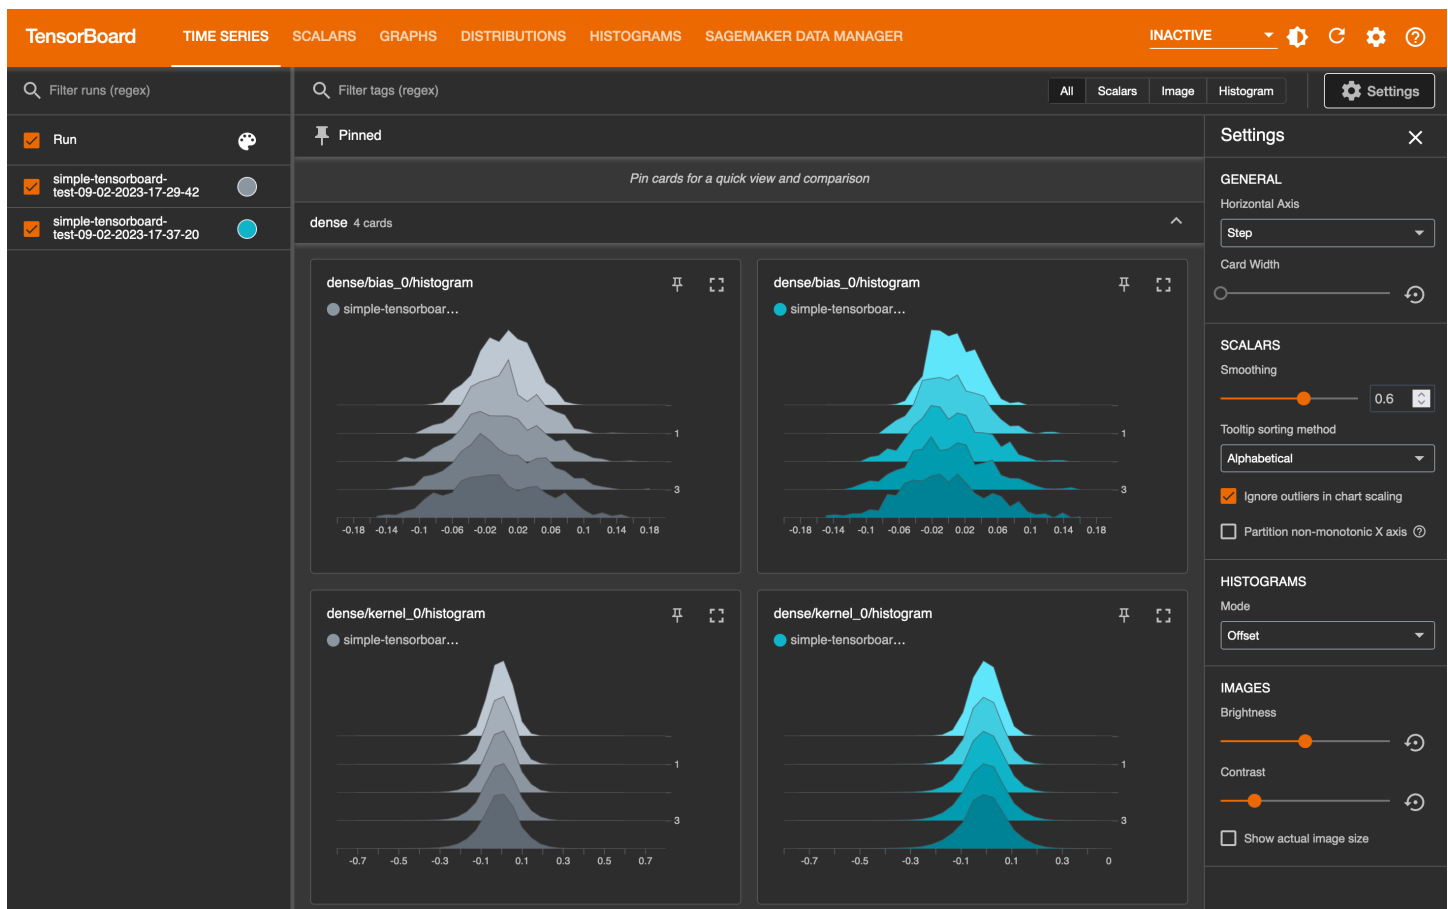 TensorBoard
TIME SERIES
SCALARS
GRAPHS
DISTRIBUTIONS
HISTOGRAMS
SAGEMAKER DATA MANAGER
INACTIVE
Filter runs (regex)
Run
simple-tensorboard-
test-09-02-2023-17-29-42
simple-tensorboard-
test-09-02-2023-17-37-20
Filter tags (regex)
All
Scalars
Image
Histogram
Settings
Pinned
Pin cards for a quick view and comparison
dense 4 cards
dense/bias_0/histogram
simple-tensorboar...
1
3
-0.18 -0.14 -0.1 -0.06 -0.02 0.02 0.06 0.1 0.14 0.18
dense/bias_0/histogram
simple-tensorboar...
1
3
-0.18 -0.14 -0.1 -0.06 -0.02 0.02 0.06 0.1 0.14 0.18
dense/kernel_0/histogram
simple-tensorboar...
1
3
-0.7 -0.5 -0.3 -0.1 0.1 0.3 0.5 0.7
dense/kernel_0/histogram
simple-tensorboar...
1
3
-0.7 -0.5 -0.3 -0.1 0.1 0.3 0
Settings
GENERAL
Horizontal Axis
Step
Card Width
SCALARS
Smoothing
0.6
Tooltip sorting method
Alphabetical
Ignore outliers in chart scaling
Partition non-monotonic X axis
HISTOGRAMS
Mode
Offset
IMAGES
Brightness
Contrast
Show actual image size